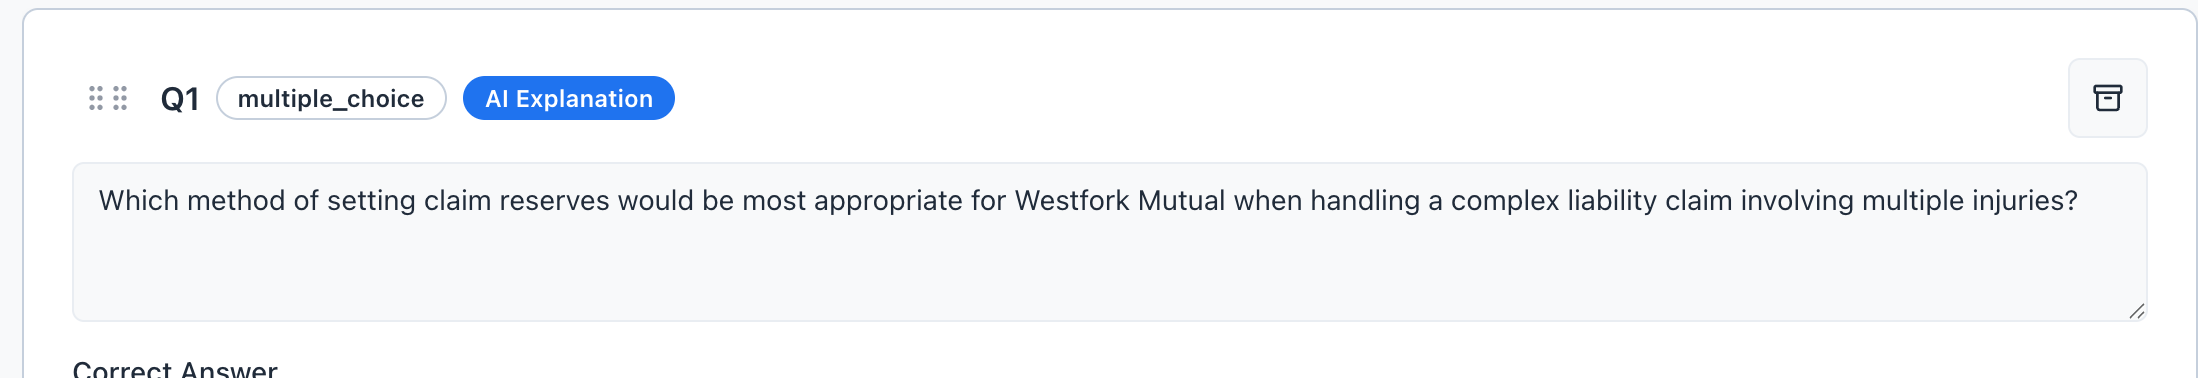 Q1 multiple_choice AI Explanation
Which method of setting claim reserves would be most appropriate for Westfork Mutual when handling a complex liability claim involving multiple injuries?
Correct Answer